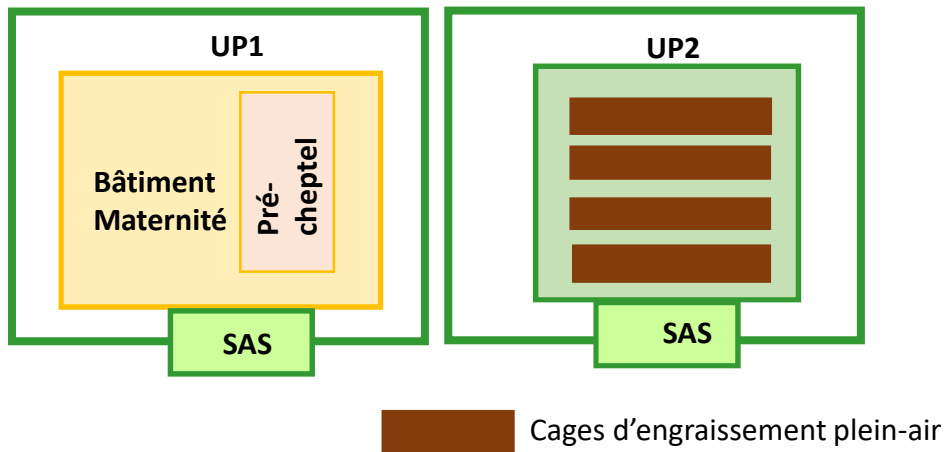 UP1
Bâtiment
Maternité
Pré-
cheptel
SAS
UP2
SAS
Cages d’engraissement plein-air